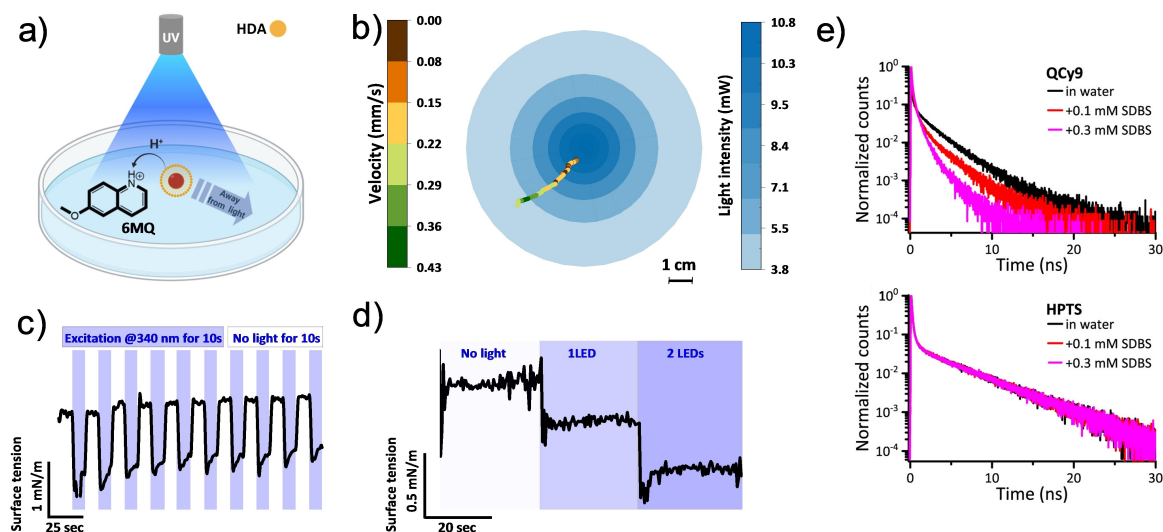 a)
UV
HDA
H⁺
H
N
⊕
O
6MQ
Away
from light
b)
Velocity (mm/s)
0.00
0.08
0.15
0.22
0.29
0.36
0.43
1 cm
Light intensity (mW)
10.8
10.3
9.5
8.4
7.1
5.5
3.8
c)
Excitation @340 nm for 10s
No light for 10s
Surface tension
1 mN/m
25 sec
d)
No light
1LED
2 LEDs
Surface tension
0.5 mN/m
20 sec
e)
QCy9
in water
+0.1 mM SDBS
+0.3 mM SDBS
Normalized counts
10⁰
10⁻¹
10⁻²
10⁻³
10⁻⁴
0
10
20
30
Time (ns)
HPTS
in water
+0.1 mM SDBS
+0.3 mM SDBS
Normalized counts
10⁰
10⁻¹
10⁻²
10⁻³
10⁻⁴
0
10
20
30
Time (ns)